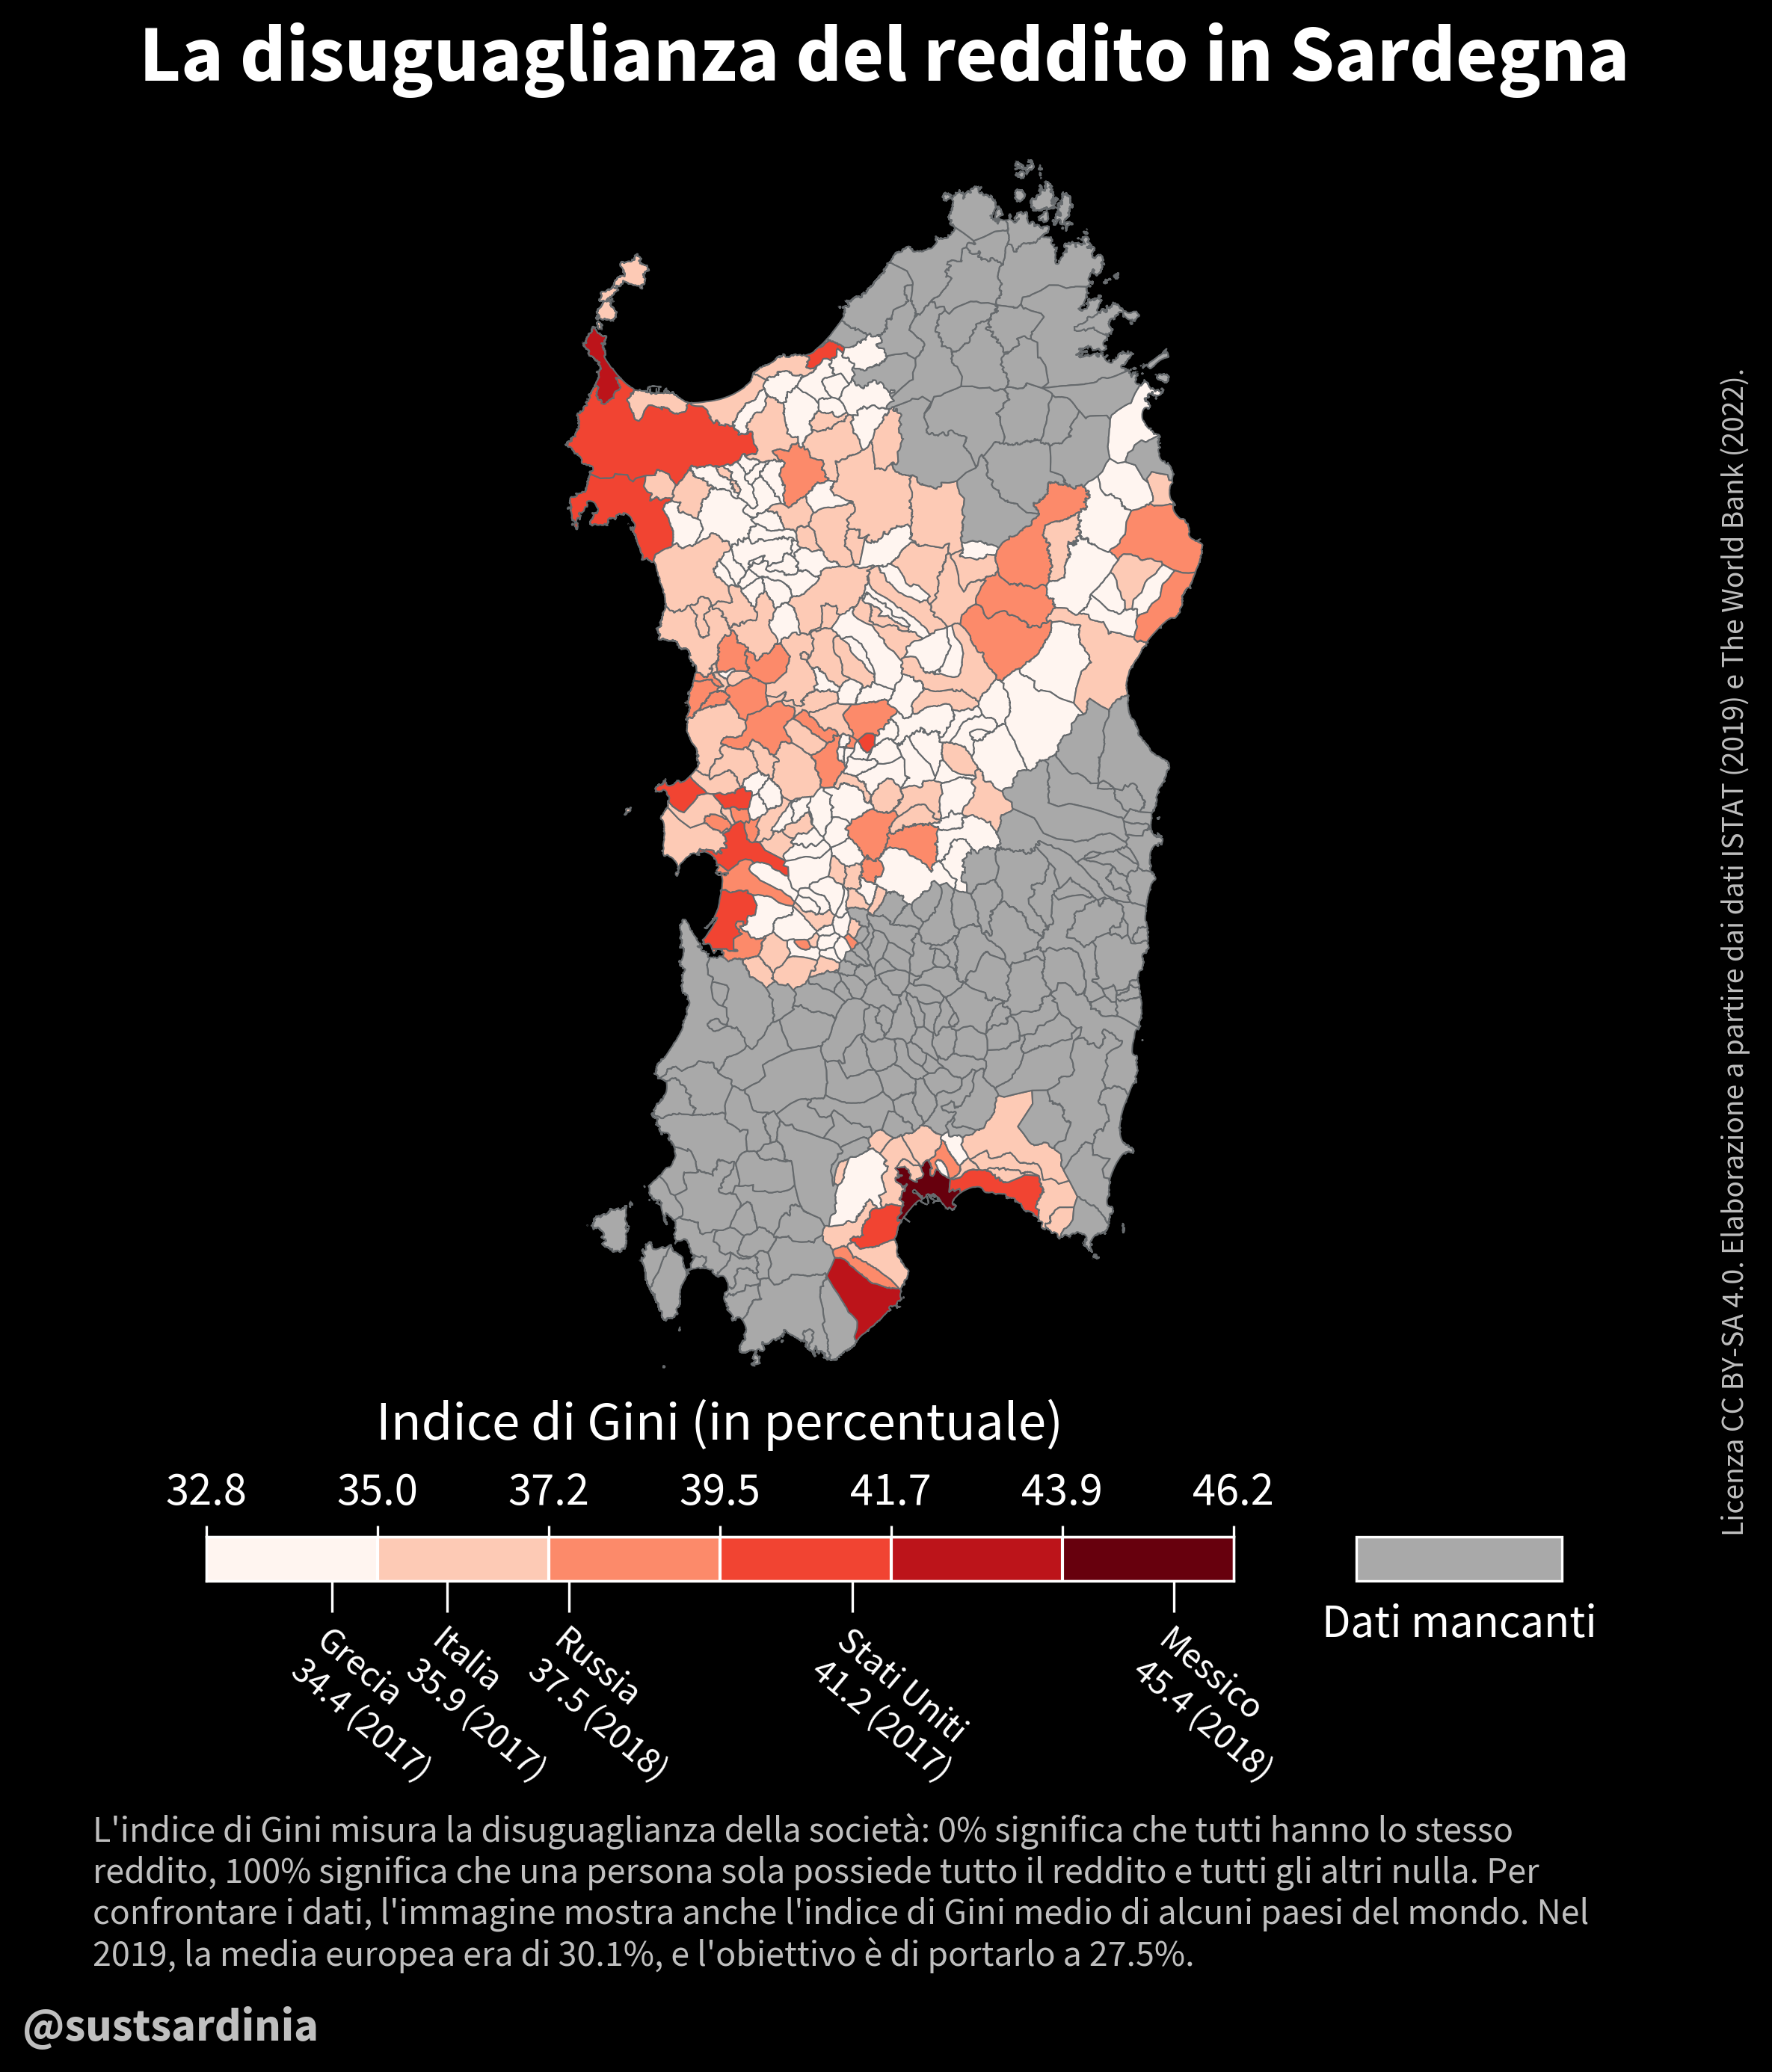 La disuguaglianza del reddito in Sardegna
Licenza CC BY-SA 4.0. Elaborazione a partire dai dati ISTAT (2019) e The World Bank (2022).
Indice di Gini (in percentuale)
32.8 35.0 37.2 39.5 41.7 43.9 46.2
Dati mancanti
Grecia
34.4 (2017)
Italia
35.9 (2017)
Russia
37.5 (2018)
Stati Uniti
41.2 (2017)
Messico
45.4 (2018)
L'indice di Gini misura la disuguaglianza della società: 0% significa che tutti hanno lo stesso
reddito, 100% significa che una persona sola possiede tutto il reddito e tutti gli altri nulla. Per
confrontare i dati, l'immagine mostra anche l'indice di Gini medio di alcuni paesi del mondo. Nel
2019, la media europea era di 30.1%, e l'obiettivo è di portarlo a 27.5%.
@sustsardinia